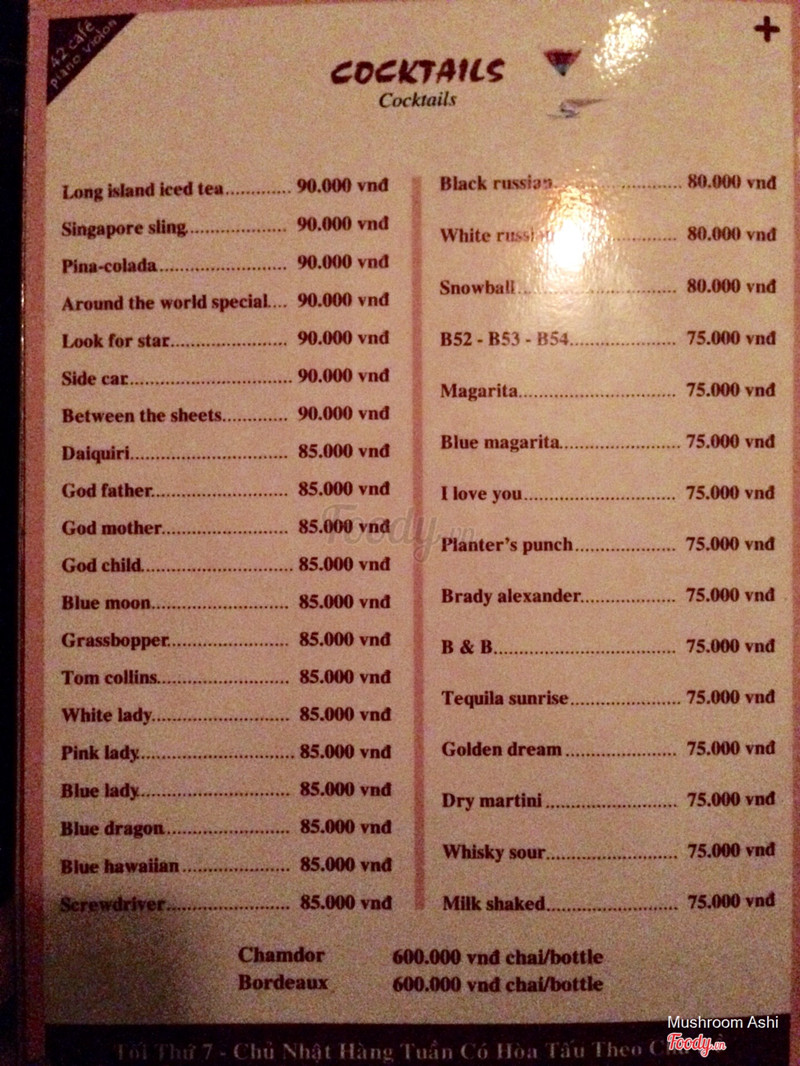 42 café
Piano Violon
COCKTAILS
Cocktails
Long island iced tea............. 90.000 vnđ
Singapore sling..................... 90.000 vnđ
Pina-colada.......................... 90.000 vnđ
Around the world special.... 90.000 vnđ
Look for star........................ 90.000 vnđ
Side car................................. 90.000 vnđ
Between the sheets............. 90.000 vnđ
Daiquiri................................ 85.000 vnđ
God father............................ 85.000 vnđ
God mother.......................... 85.000 vnđ
God child............................... 85.000 vnđ
Blue moon............................ 85.000 vnđ
Grassbopper......................... 85.000 vnđ
Tom collins........................... 85.000 vnđ
White lady............................ 85.000 vnđ
Pink lady................................ 85.000 vnđ
Blue lady............................... 85.000 vnđ
Blue dragon.......................... 85.000 vnđ
Blue hawaiian...................... 85.000 vnđ
Screwdriver.......................... 85.000 vnđ
Black russian......................... 80.000 vnđ
White russian........................ 80.000 vnđ
Snowball................................ 80.000 vnđ
B52 - B53 - B54...................... 75.000 vnđ
Magarita................................ 75.000 vnđ
Blue magarita........................ 75.000 vnđ
I love you............................... 75.000 vnđ
Planter's punch..................... 75.000 vnđ
Brady alexander.................... 75.000 vnđ
B & B..................................... 75.000 vnđ
Tequila sunrise...................... 75.000 vnđ
Golden dream....................... 75.000 vnđ
Dry martini........................... 75.000 vnđ
Whisky sour.......................... 75.000 vnđ
Milk shaked........................... 75.000 vnđ
Chamdor 600.000 vnđ chai/bottle
Bordeaux 600.000 vnđ chai/bottle
Foody.vn
Mushroom Ashi
Foody.vn
Tối Thứ 7 - Chủ Nhật Hàng Tuần Có Hòa Tấu Theo